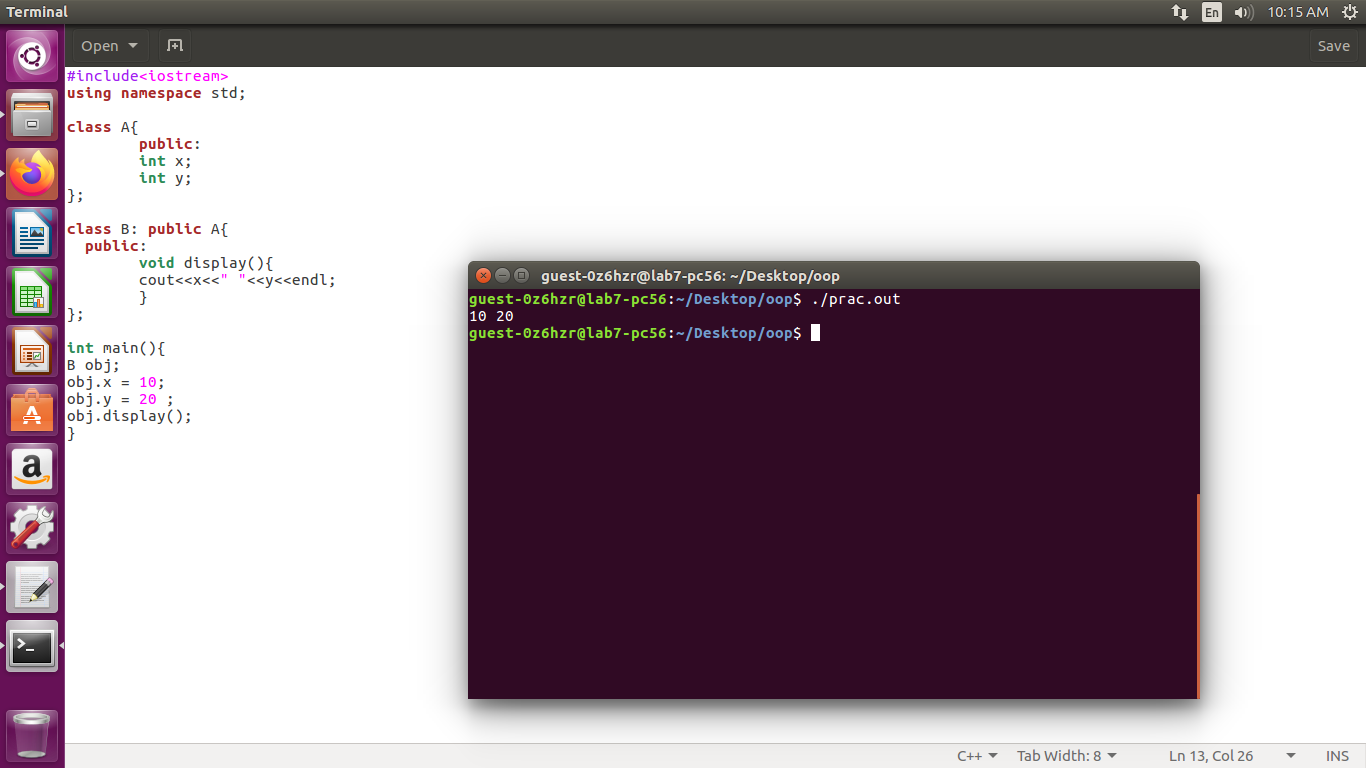 Terminal
En
10:15 AM
Open
Save
#include<iostream>
using namespace std;
class A{
public:
int x;
int y;
};
class B: public A{
public:
void display(){
cout<<x<<" "<<y<<endl;
}
};
int main(){
B obj;
obj.x = 10;
obj.y = 20 ;
obj.display();
}
guest-0z6hzr@lab7-pc56: ~/Desktop/oop
guest-0z6hzr@lab7-pc56:~/Desktop/oop$ ./prac.out
10 20
guest-0z6hzr@lab7-pc56:~/Desktop/oop$
C++
Tab Width: 8
Ln 13, Col 26
INS